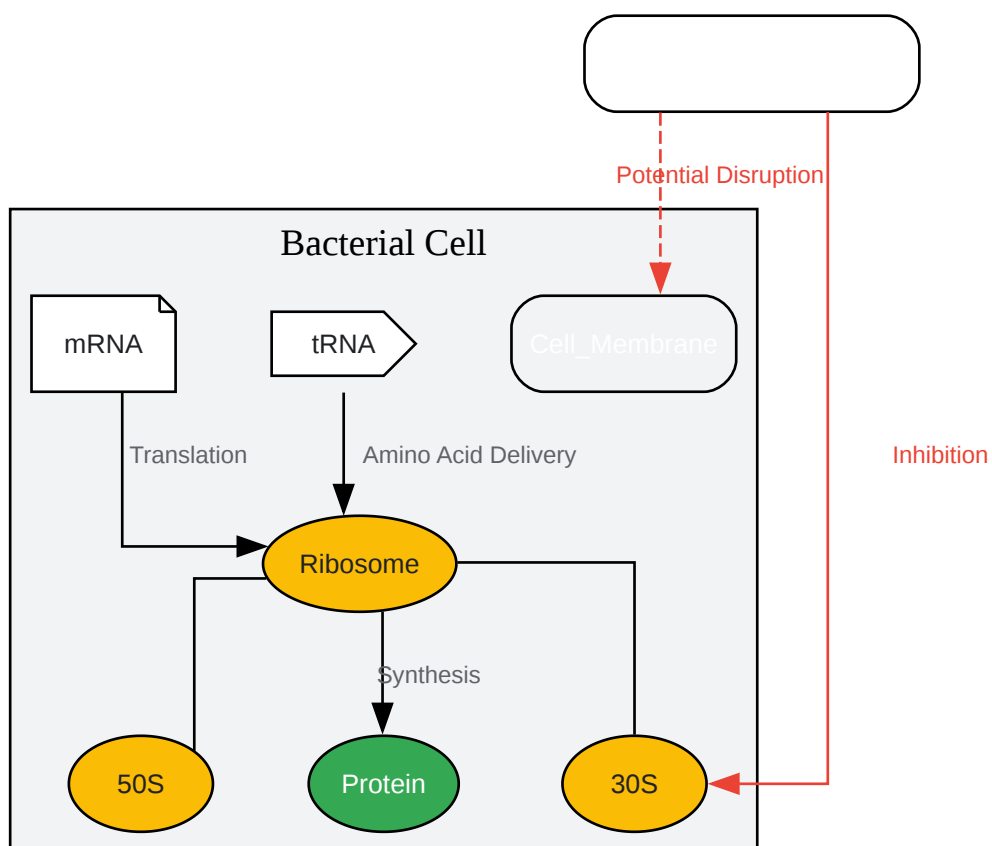 Potential Disruption
Bacterial Cell
mRNA
tRNA
Cell_Membrane
Translation
Amino Acid Delivery
Inhibition
Ribosome
Synthesis
50S
Protein
30S